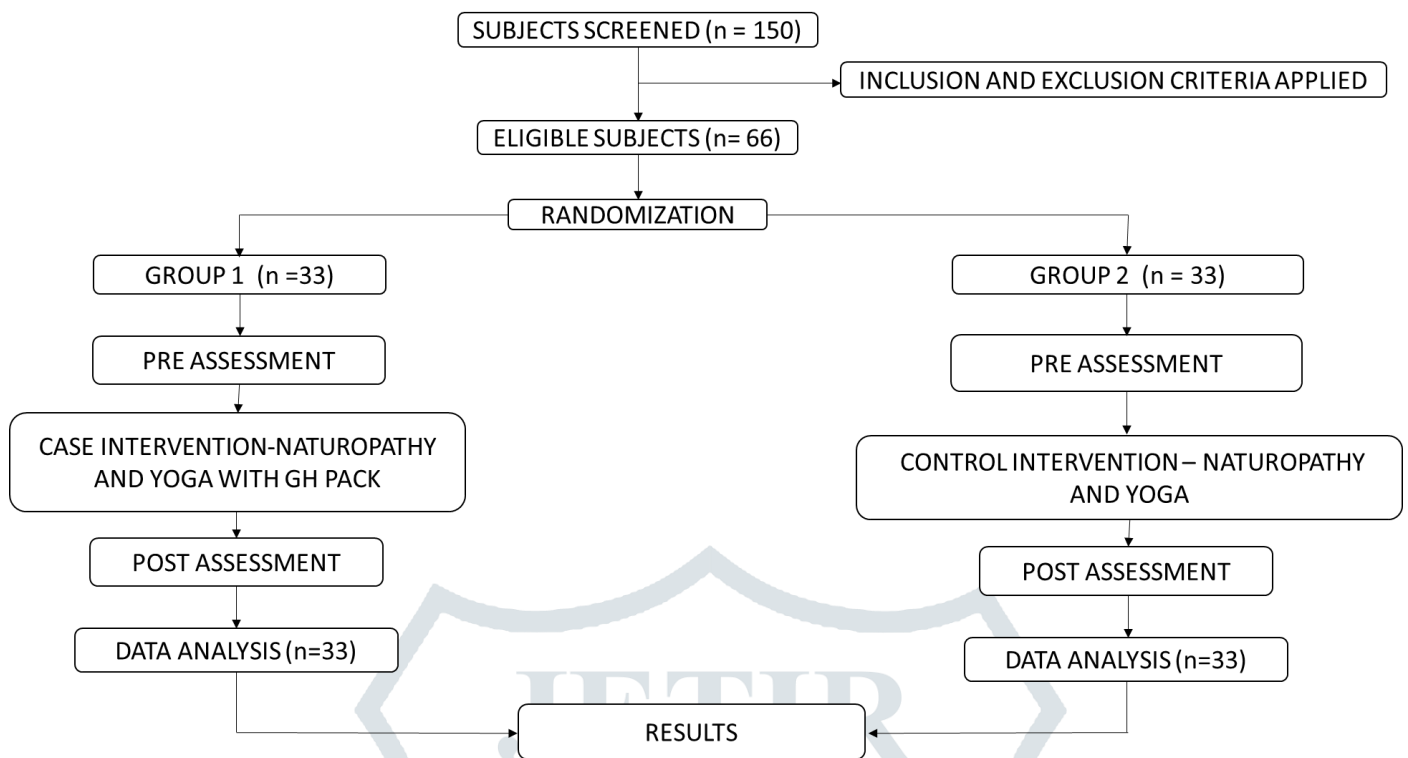 SUBJECTS SCREENED (n = 150)
INCLUSION AND EXCLUSION CRITERIA APPLIED
ELIGIBLE SUBJECTS (n= 66)
RANDOMIZATION
GROUP 1 (n =33)
GROUP 2 (n = 33)
PRE ASSESSMENT
PRE ASSESSMENT
CASE INTERVENTION-NATUROPATHY
AND YOGA WITH GH PACK
CONTROL INTERVENTION – NATUROPATHY
AND YOGA
POST ASSESSMENT
POST ASSESSMENT
DATA ANALYSIS (n=33)
DATA ANALYSIS (n=33)
JETIR
RESULTS